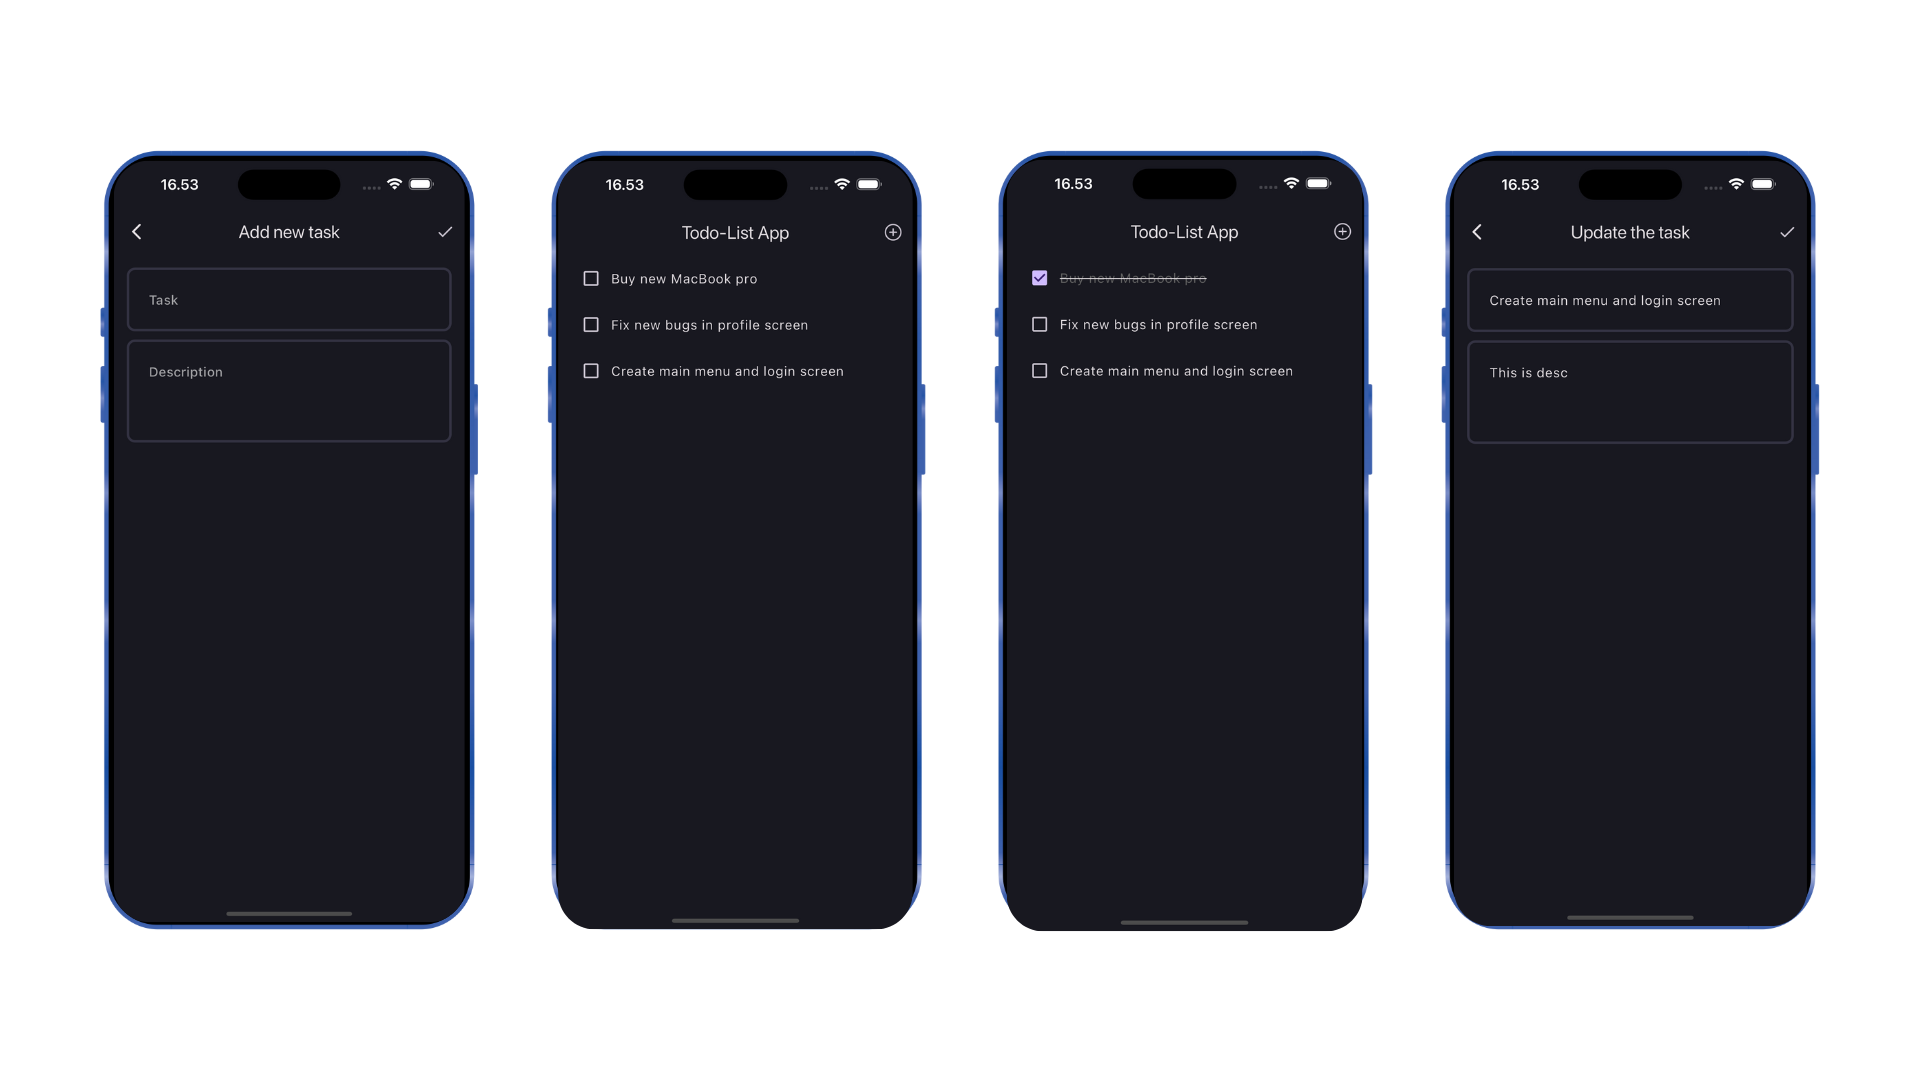 16.53
Add new task
Task
Description
16.53
Todo-List App
Buy new MacBook pro
Fix new bugs in profile screen
Create main menu and login screen
16.53
Todo-List App
Buy new MacBook pro
Fix new bugs in profile screen
Create main menu and login screen
16.53
Update the task
Create main menu and login screen
This is desc